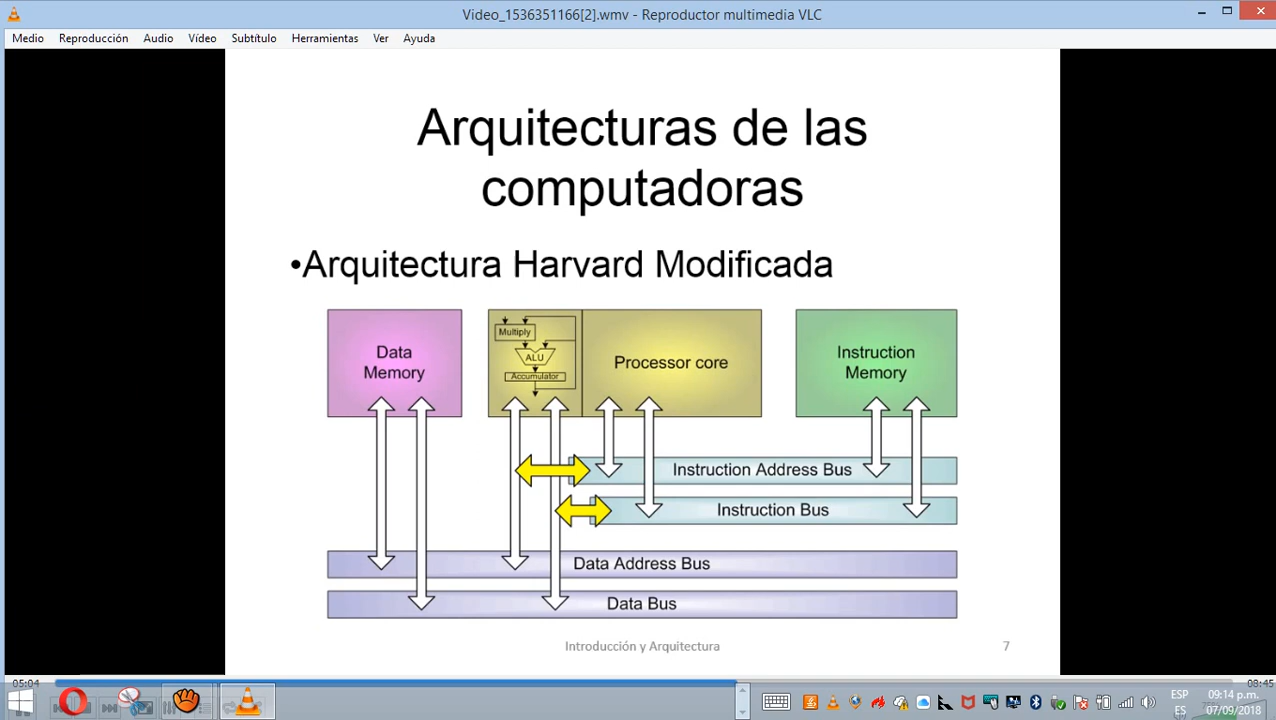 Video_1536351166[2].wmv - Reproductor multimedia VLC
Medio Reproducción Audio Vídeo Subtítulo Herramientas Ver Ayuda
Arquitecturas de las
computadoras
•Arquitectura Harvard Modificada
Data
Memory
Multiply
ALU
Accumulator
Processor core
Instruction
Memory
Instruction Address Bus
Instruction Bus
Data Address Bus
Data Bus
Introducción y Arquitectura 7
05:04 08:45
ESP 09:14 p.m.
ES 07/09/2018